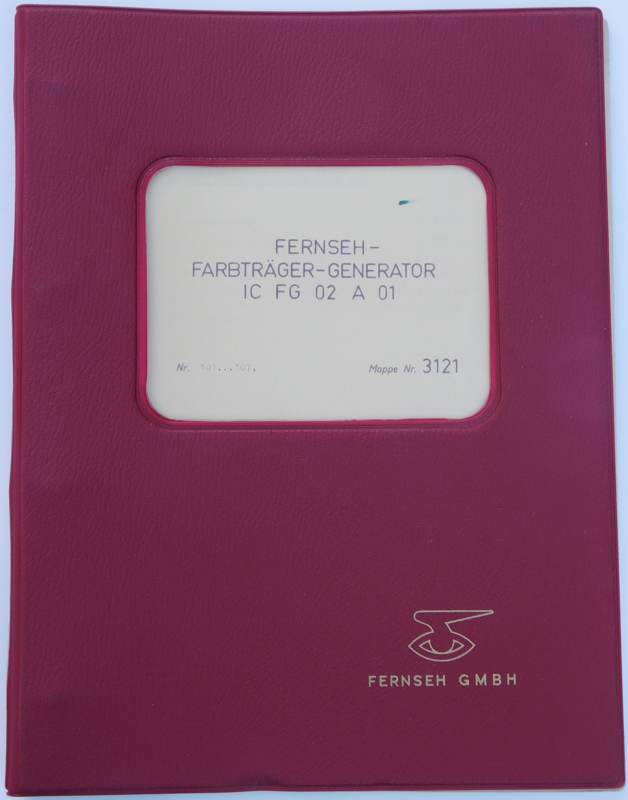 FERNSEH-
FARBTRÄGER-GENERATOR
IC FG 02 A 01
Nr. Mappe Nr. 3121
FERNSEH GMBH